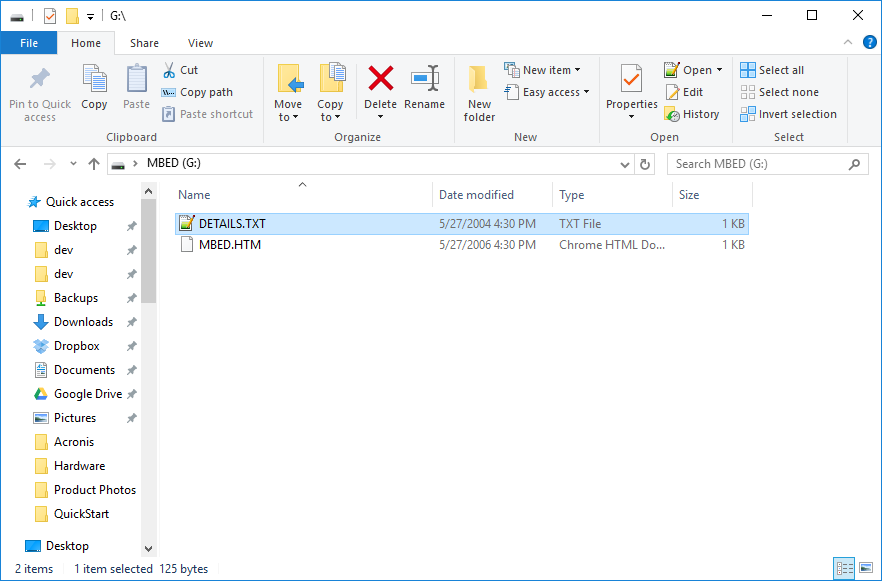 G:\
File Home Share View
Pin to Quick access
Copy
Paste
Cut
Copy path
Paste shortcut
Clipboard
Move to
Copy to
Delete
Rename
Organize
New folder
New item
Easy access
New
Properties
Open
Edit
History
Open
Select all
Select none
Invert selection
Select
MBED (G:)
Search MBED (G:)
Name Date modified Type Size
DETAILS.TXT 5/27/2004 4:30 PM TXT File 1 KB
MBED.HTM 5/27/2006 4:30 PM Chrome HTML Do... 1 KB
Quick access
Desktop
dev
dev
Backups
Downloads
Dropbox
Documents
Google Drive
Pictures
Acronis
Hardware
Product Photos
QuickStart
Desktop
2 items 1 item selected 125 bytes